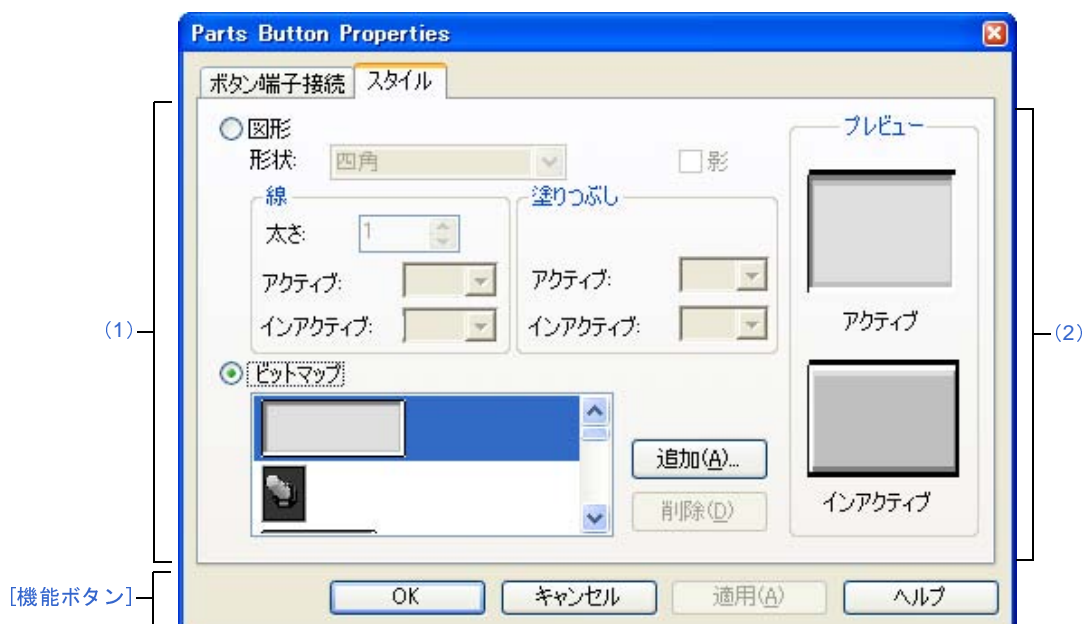 Parts Button Properties
ボタン端子接続 スタイル
図形
形状: 四角 影
線
太さ: 1
アクティブ:
インアクティブ:
塗りつぶし
アクティブ:
インアクティブ:
ビットマップ
追加(A)...
削除(D)
プレビュー
アクティブ
インアクティブ
(1)
(2)
[機能ボタン]
OK キャンセル 適用(A) ヘルプ